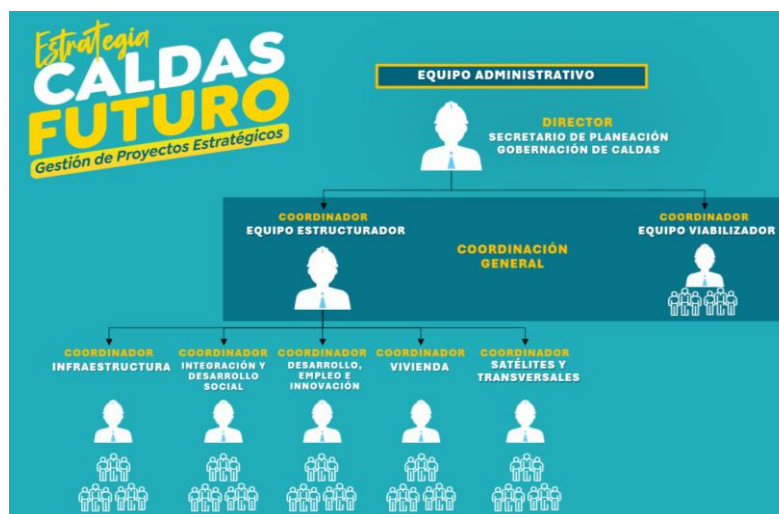 Estrategia
CALDAS
FUTURO
Gestión de Proyectos Estratégicos
EQUIPO ADMINISTRATIVO
DIRECTOR
SECRETARIO DE PLANEACIÓN
GOBERNACIÓN DE CALDAS
COORDINADOR
EQUIPO ESTRUCTURADOR
COORDINACIÓN
GENERAL
COORDINADOR
EQUIPO VIABILIZADOR
COORDINADOR
INFRAESTRUCTURA
COORDINADOR
INTEGRACIÓN Y
DESARROLLO
SOCIAL
COORDINADOR
DESARROLLO,
EMPLEO E
INNOVACIÓN
COORDINADOR
VIVIENDA
COORDINADOR
SATÉLITES Y
TRANSVERSALES